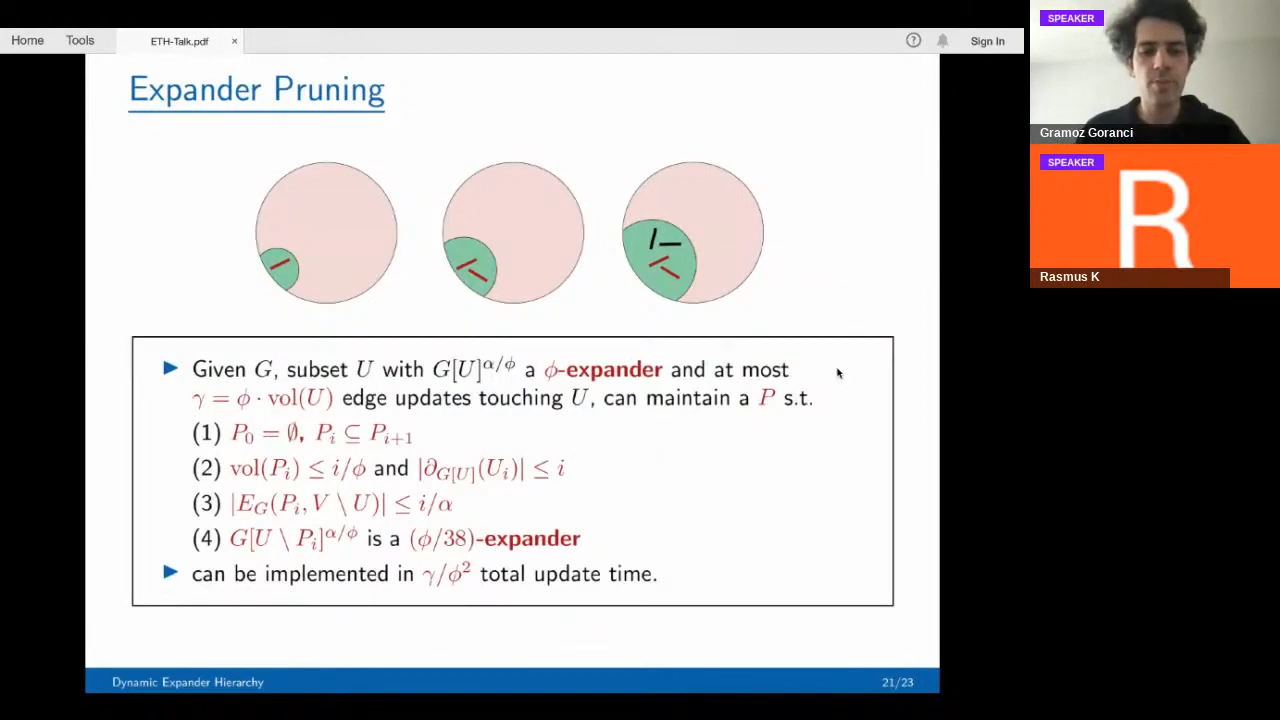 Home
Tools
ETH-Talk.pdf
×
?
Sign In
Expander Pruning
▶ Given G, subset U with G[U]^{α/ϕ} a ϕ-expander and at most
γ = ϕ · vol(U) edge updates touching U, can maintain a P s.t.
(1) P_0 = ∅, P_i ⊆ P_{i+1}
(2) vol(P_i) ≤ i/ϕ and |∂_{G[U]}(U_i)| ≤ i
(3) |E_G(P_i, V \ U)| ≤ i/α
(4) G[U \ P_i]^{α/ϕ} is a (ϕ/38)-expander
▶ can be implemented in γ/ϕ² total update time.
Dynamic Expander Hierarchy
21/23
SPEAKER
Gramoz Goranci
SPEAKER
R
Rasmus K